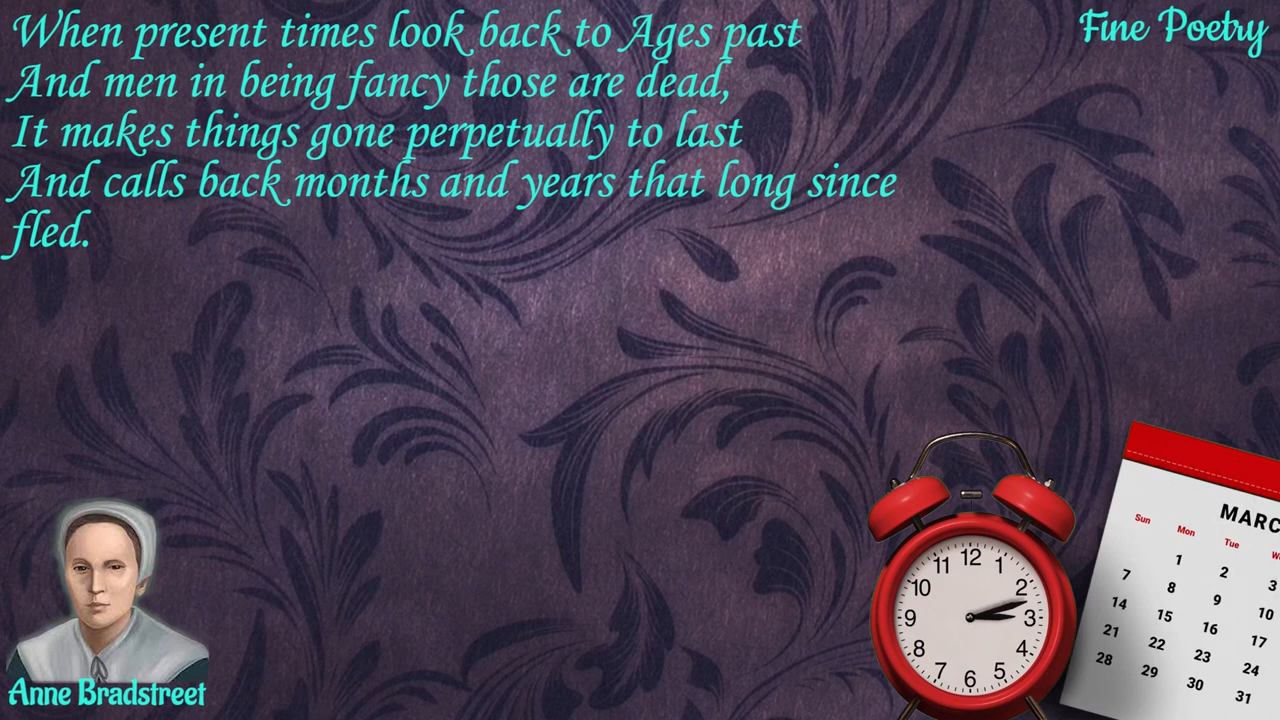 When present times look back to Ages past
And men in being fancy those are dead,
It makes things gone perpetually to last
And calls back months and years that long since
fled.
Fine Poetry
Anne Bradstreet
12
11 1
10 2
9 3
8 4
7 5
6
MARC
Sun Mon Tue W
1 2 3
7 8 9 10
14 15 16 17
21 22 23 24
28 29 30 31